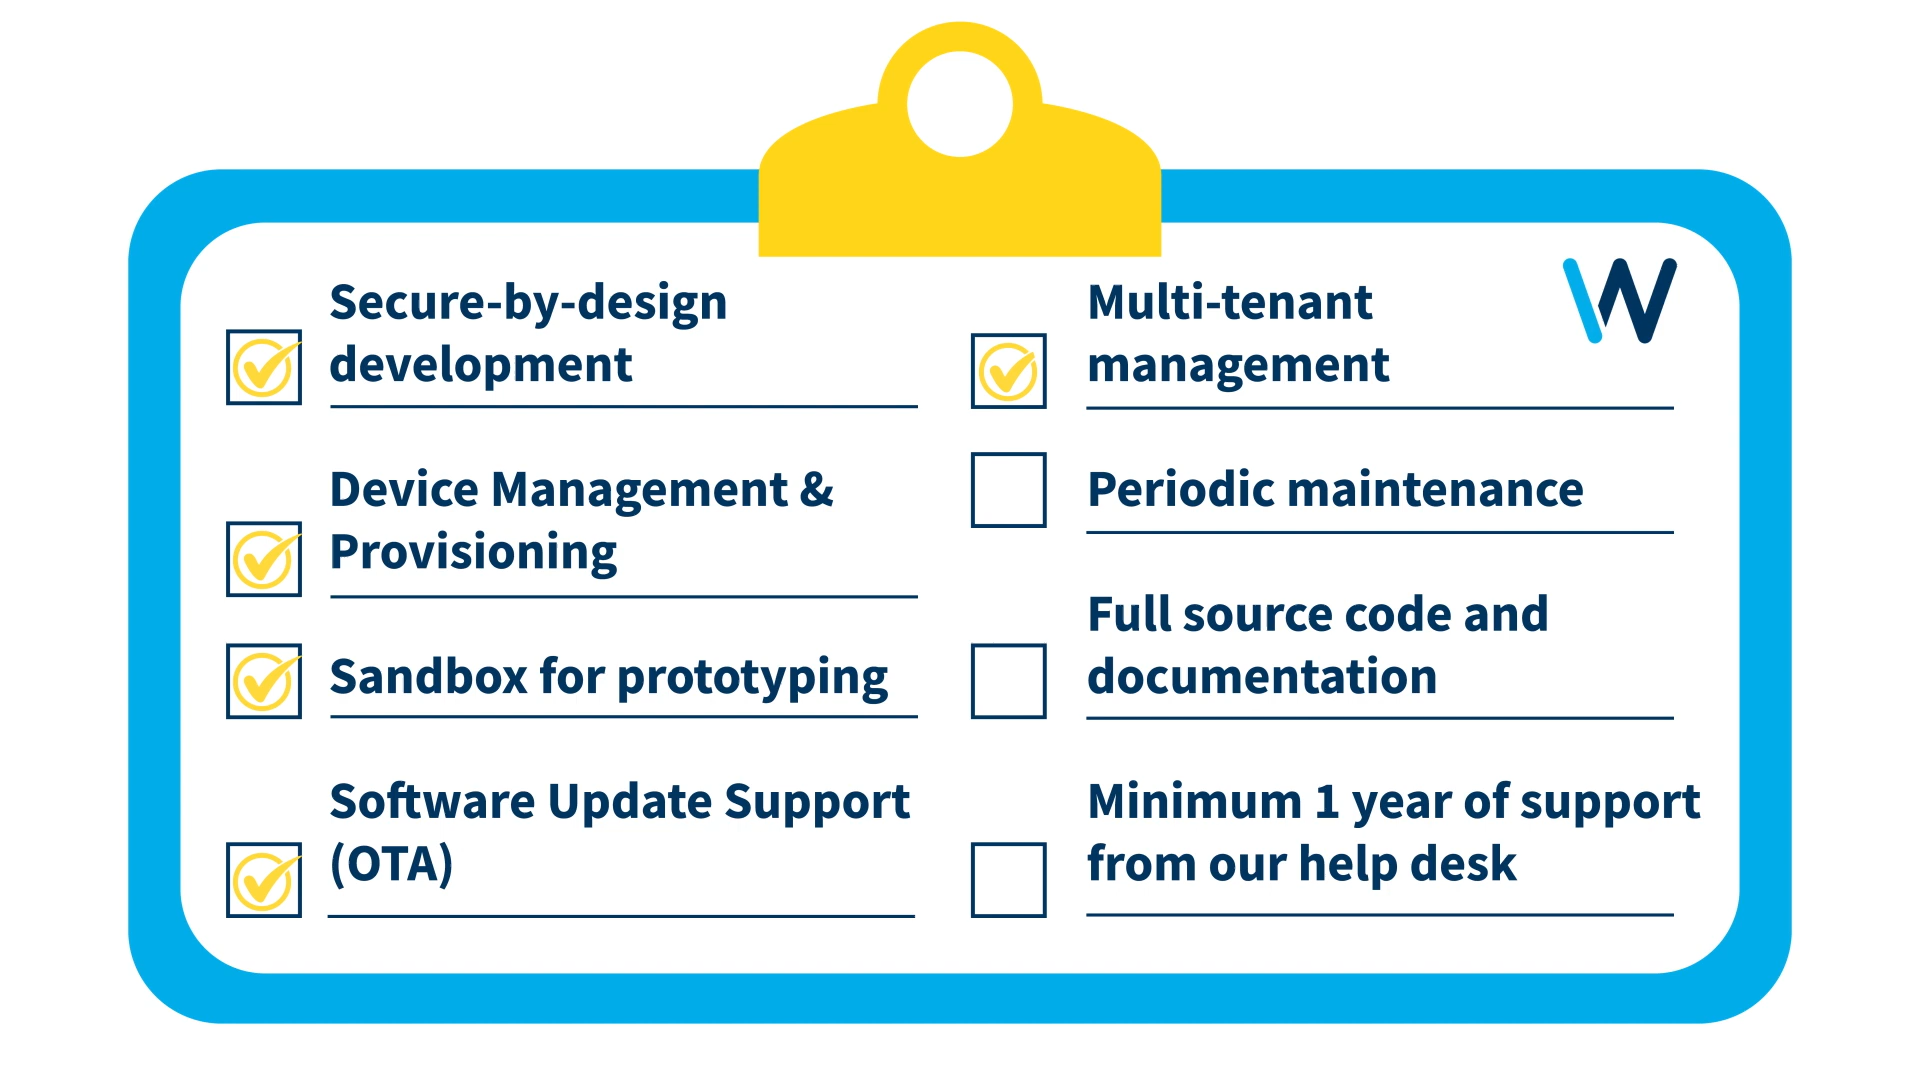 Secure-by-design
development
Device Management &
Provisioning
Sandbox for prototyping
Software Update Support
(OTA)
Multi-tenant
management
Periodic maintenance
Full source code and
documentation
Minimum 1 year of support
from our help desk
W